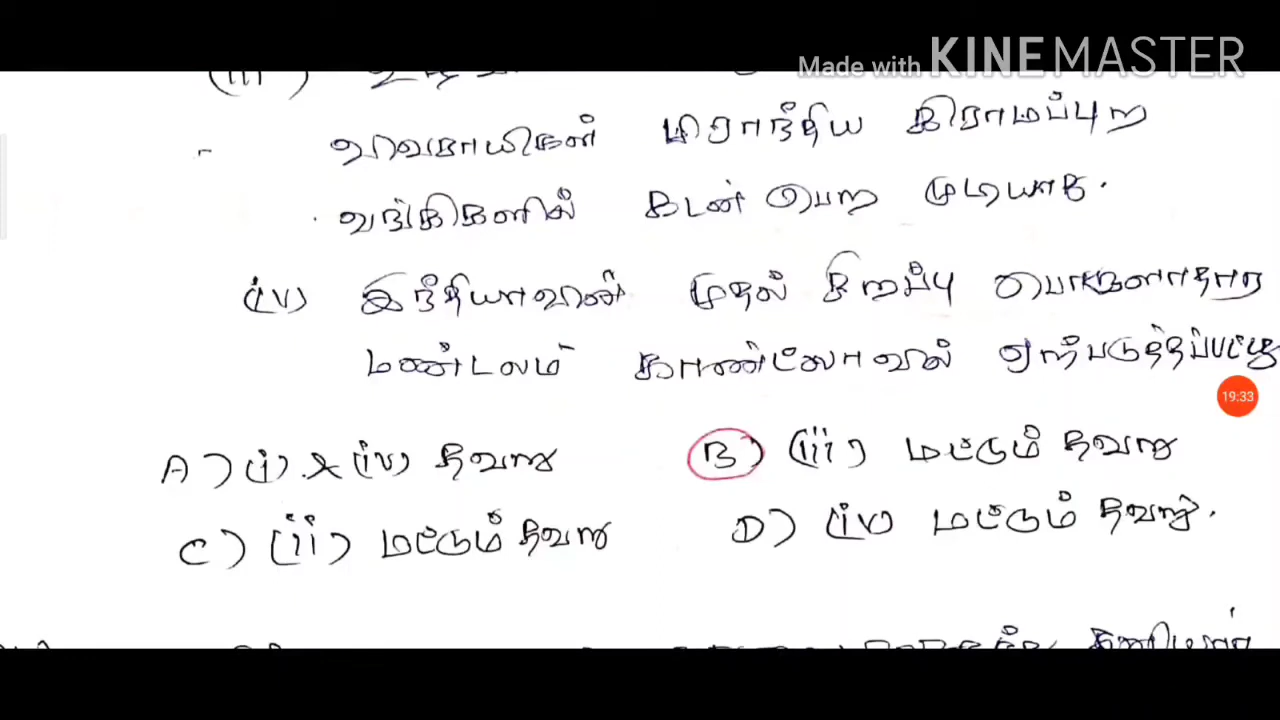 Made with KINEMASTER
(iii)
விவசாயிகள் பிராந்திய கிராமப்புற
வங்கிகளில் கடன் பெற முடியாத.
(iv) இந்தியாவின் முதல் சிறப்பு பொருளாதார
மண்டலம் காண்ட்லாவில் ஏற்படுத்தப்பட்டது
19:33
A) (i) & (iv) தவறு B) (iii) மட்டும் தவறு
C) (ii) மட்டும் தவறு D) (iv) மட்டும் தவறு.